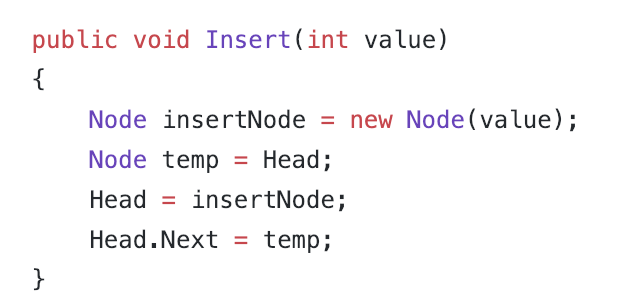 public void Insert(int value)
{
    Node insertNode = new Node(value);
    Node temp = Head;
    Head = insertNode;
    Head.Next = temp;
}